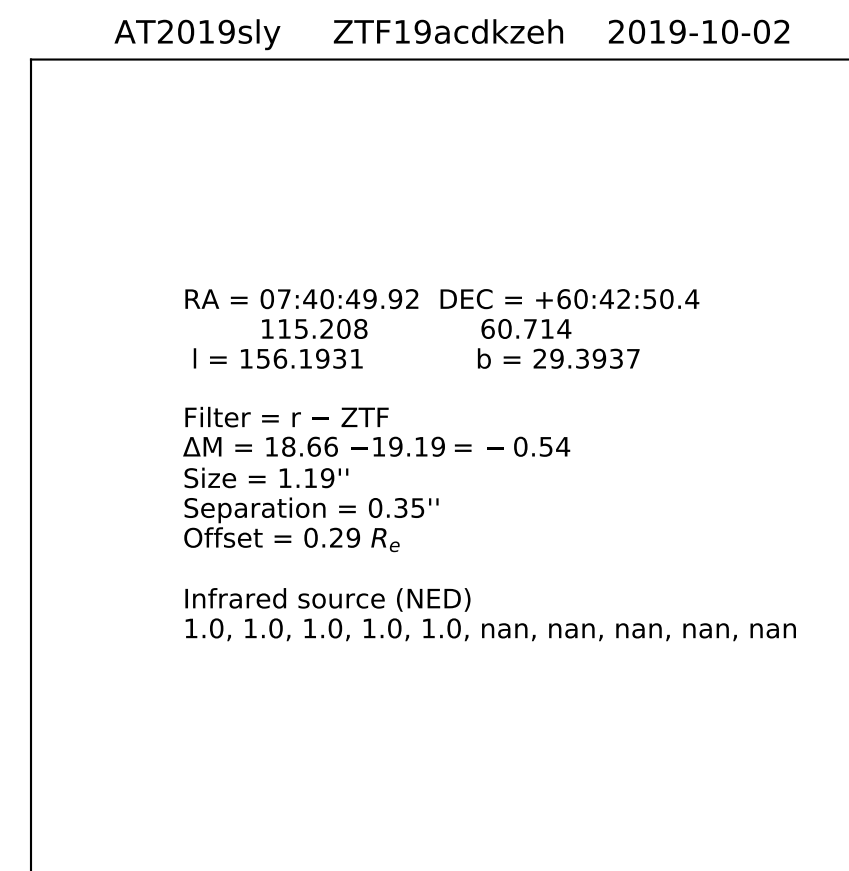 AT2019sly ZTF19acdkzeh 2019-10-02
RA = 07:40:49.92 DEC = +60:42:50.4
115.208 60.714
l = 156.1931 b = 29.3937
Filter = r − ZTF
ΔM = 18.66 −19.19 = − 0.54
Size = 1.19''
Separation = 0.35''
Offset = 0.29 Re
Infrared source (NED)
1.0, 1.0, 1.0, 1.0, 1.0, nan, nan, nan, nan, nan